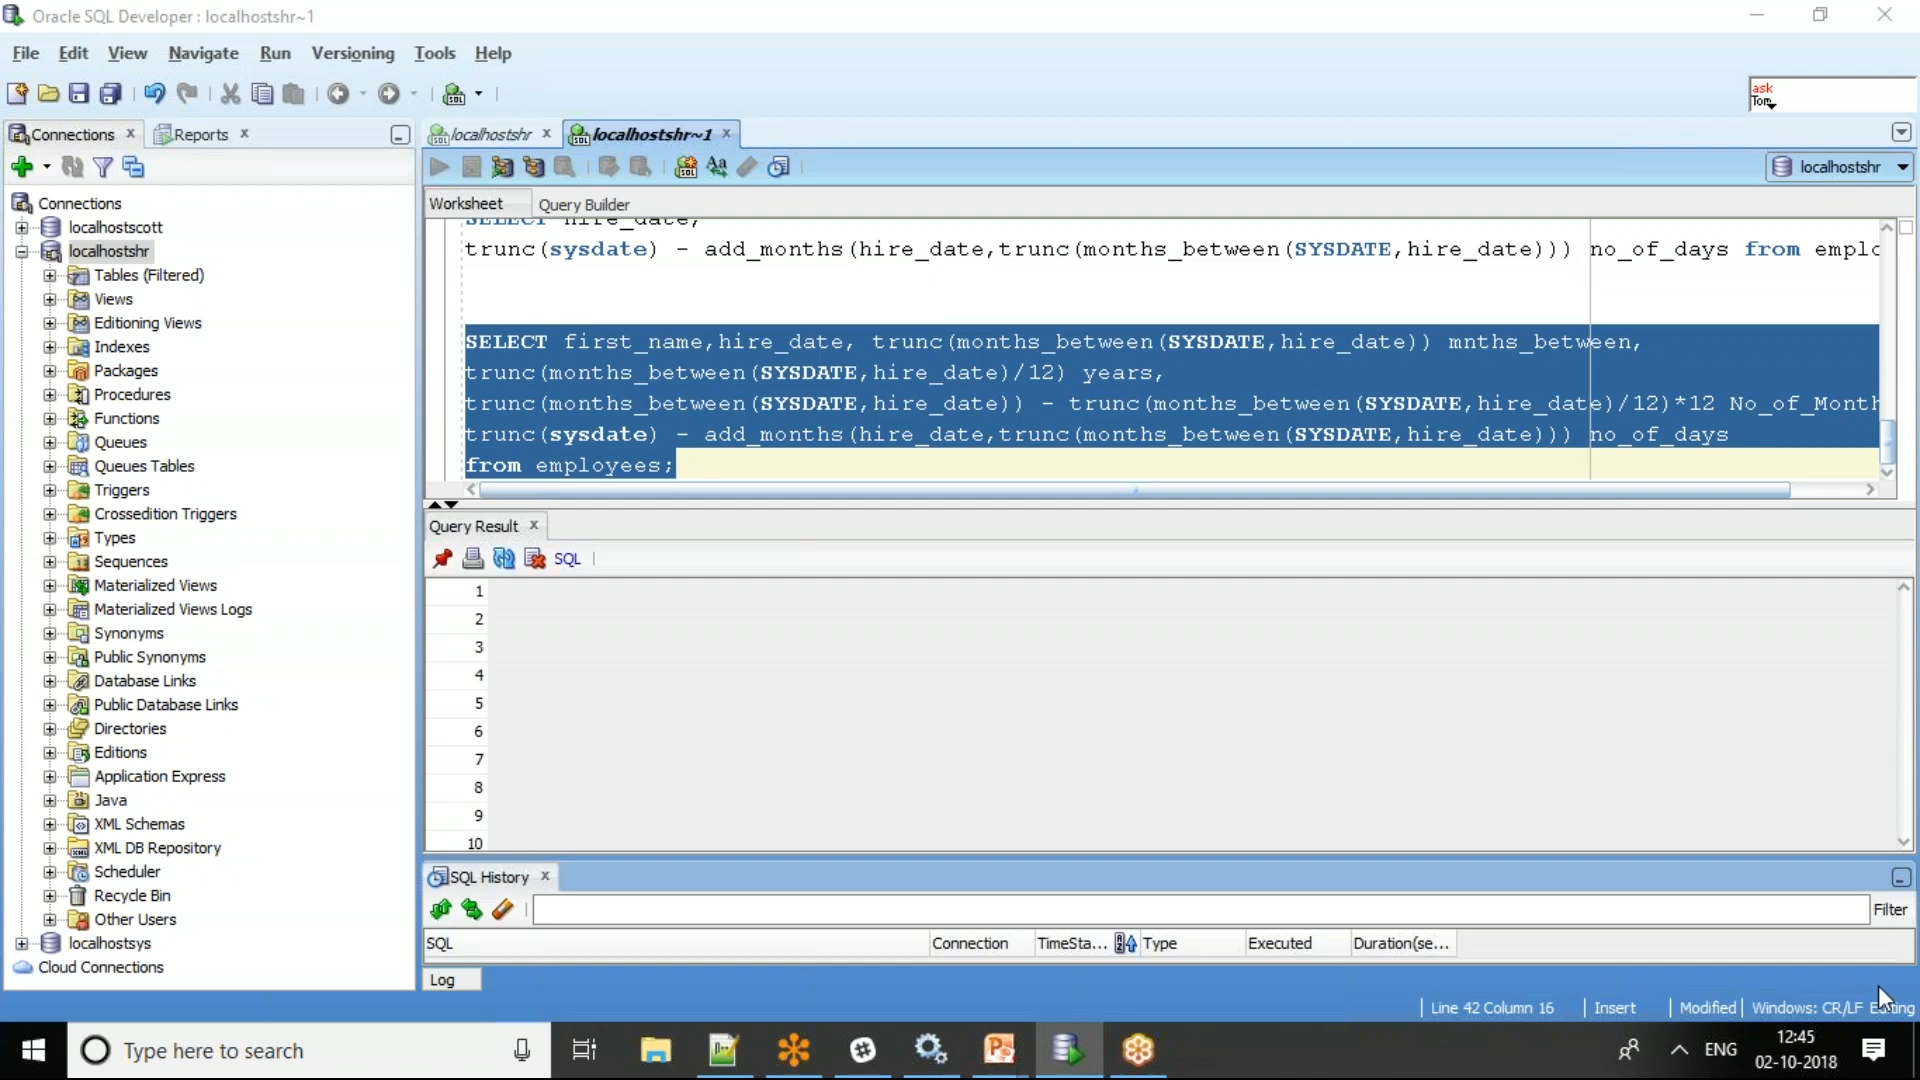 Oracle SQL Developer : localhostshr~1
File Edit View Navigate Run Versioning Tools Help
ask
Tom
Connections Reports
Connections
localhostscott
localhostshr
Tables (Filtered)
Views
Editioning Views
Indexes
Packages
Procedures
Functions
Queues
Queues Tables
Triggers
Crossedition Triggers
Types
Sequences
Materialized Views
Materialized Views Logs
Synonyms
Public Synonyms
Database Links
Public Database Links
Directories
Editions
Application Express
Java
XML Schemas
XML DB Repository
Scheduler
Recycle Bin
Other Users
localhostsys
Cloud Connections
localhostshr localhostshr~1
localhostshr
Worksheet Query Builder
SELECT hire_date,
trunc(sysdate) - add_months(hire_date,trunc(months_between(SYSDATE,hire_date))) no_of_days from emplo
SELECT first_name,hire_date, trunc(months_between(SYSDATE,hire_date)) mnths_between,
trunc(months_between(SYSDATE,hire_date)/12) years,
trunc(months_between(SYSDATE,hire_date)) - trunc(months_between(SYSDATE,hire_date)/12)*12 No_of_Month
trunc(sysdate) - add_months(hire_date,trunc(months_between(SYSDATE,hire_date))) no_of_days
from employees;
Query Result
SQL
1
2
3
4
5
6
7
8
9
10
SQL History
Filter
SQL Connection TimeSta... Type Executed Duration(se...
Log
Line 42 Column 16 Insert Modified Windows: CR/LF Editing
Type here to search
ENG
12:45
02-10-2018